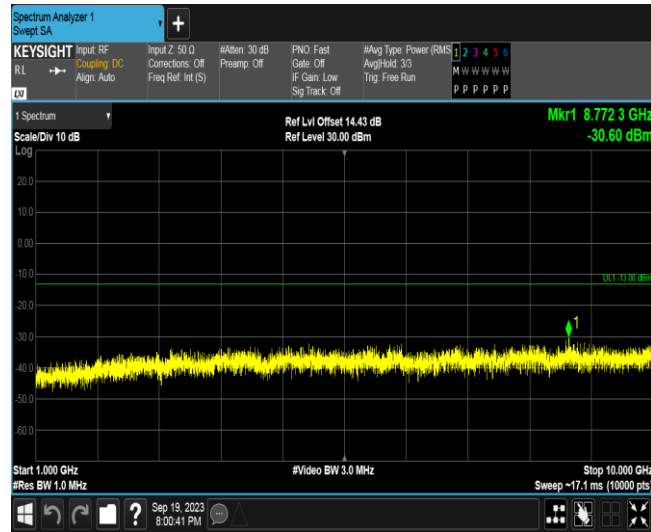 Spectrum Analyzer 1
Swept SA
+
KEYSIGHT
RL
LXI
Input: RF
Coupling: DC
Align: Auto
Input Z: 50 Ω
Corrections: Off
Freq Ref: Int (S)
#Atten: 30 dB
Preamp: Off
PNO: Fast
Gate: Off
IF Gain: Low
Sig Track: Off
#Avg Type: Power (RMS
Avg|Hold: 3/3
Trig: Free Run
1 2 3 4 5 6
M W W W W W
P P P P P P
1 Spectrum
Scale/Div 10 dB
Ref Lvl Offset 14.43 dB
Ref Level 30.00 dBm
Mkr1 8.772 3 GHz
-30.60 dBm
Log
20.0
10.0
0.00
-10.0
DL1 -13.00 dBm
-20.0
1
-30.0
-40.0
-50.0
-60.0
Start 1.000 GHz
#Res BW 1.0 MHz
#Video BW 3.0 MHz
Stop 10.000 GHz
Sweep ~17.1 ms (10000 pts)
?
Sep 19, 2023
8:00:41 PM